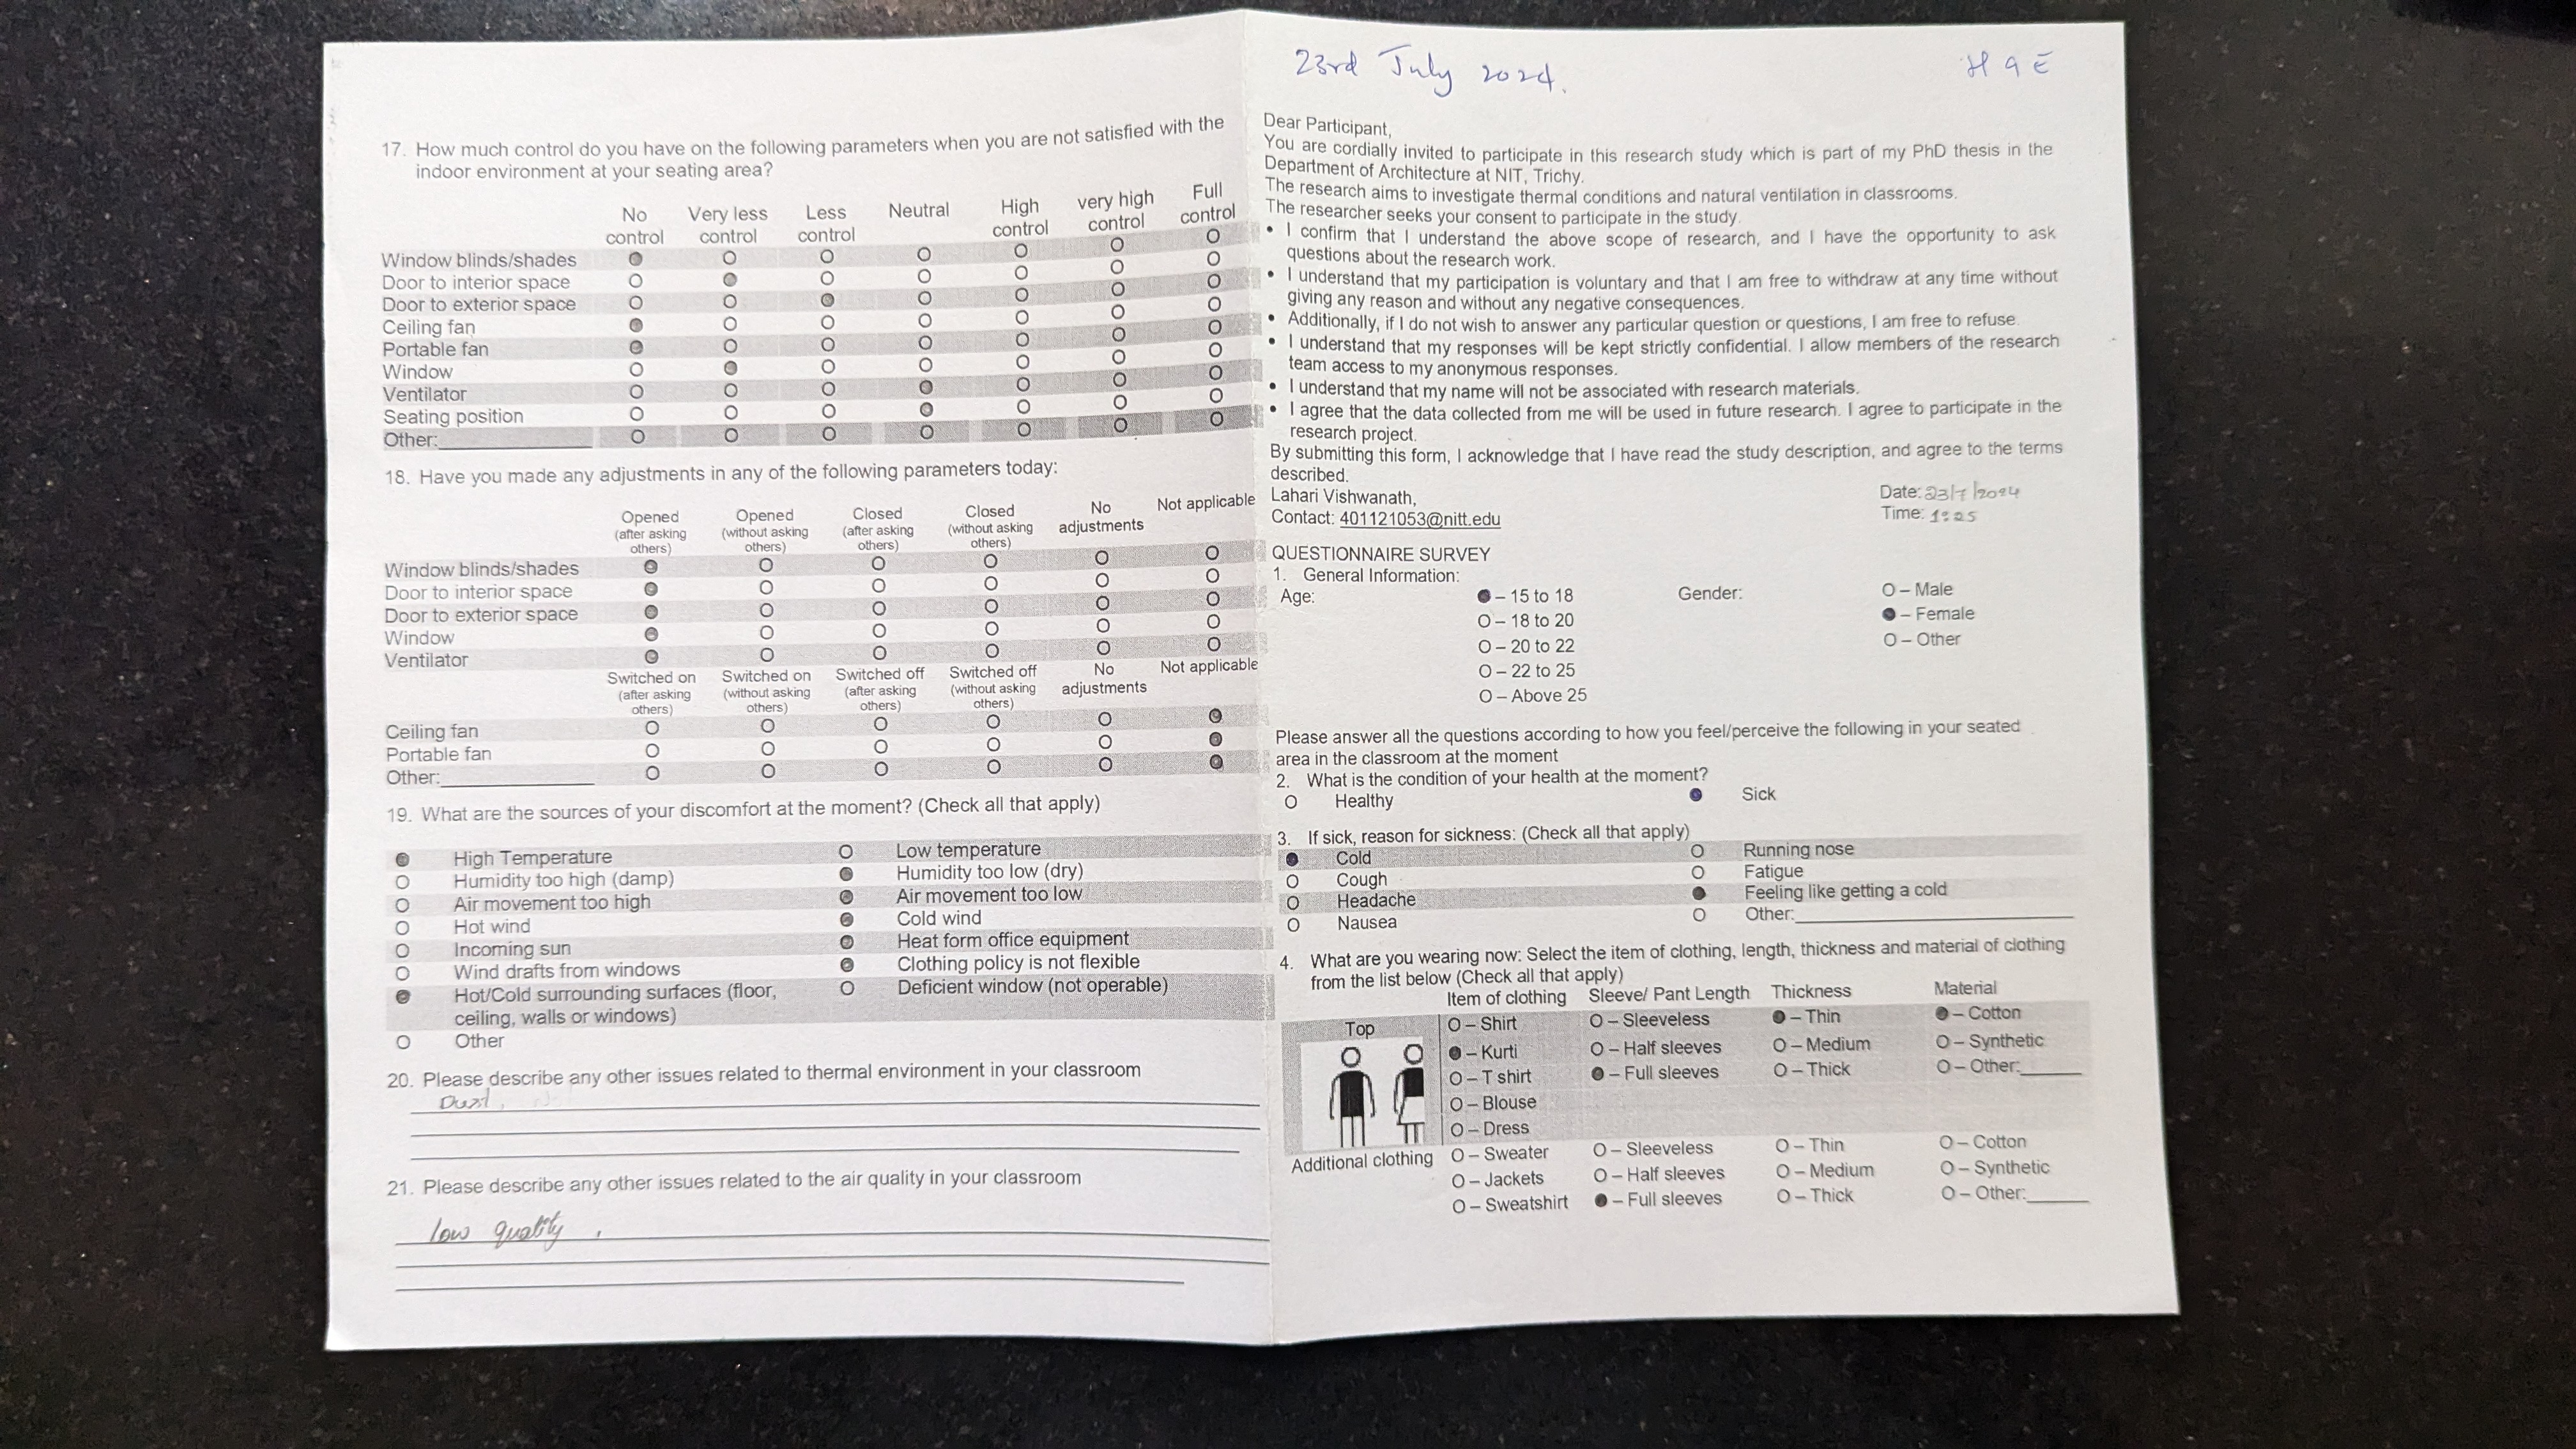 17. How much control do you have on the following parameters when you are not satisfied with the
indoor environment at your seating area?
No control Very less control Less control Neutral High control very high control Full control
Window blinds/shades ● O O O O O O
Door to interior space O ● O O O O O
Door to exterior space O O ● O O O O
Ceiling fan ● O O O O O O
Portable fan ● O O O O O O
Window O ● O O O O O
Ventilator O O O ● O O O
Seating position O O O ● O O O
Other:__________ O O O O O O O
18. Have you made any adjustments in any of the following parameters today:
Opened (after asking others) Opened (without asking others) Closed (after asking others) Closed (without asking others) No adjustments Not applicable
Window blinds/shades ● O O O O O
Door to interior space ● O O O O O
Door to exterior space ● O O O O O
Window ● O O O O O
Ventilator ● O O O O O
Switched on (after asking others) Switched on (without asking others) Switched off (after asking others) Switched off (without asking others) No adjustments Not applicable
Ceiling fan O O O O O ●
Portable fan O O O O O ●
Other:__________ O O O O O ●
19. What are the sources of your discomfort at the moment? (Check all that apply)
● High Temperature O Low temperature
O Humidity too high (damp) ● Humidity too low (dry)
O Air movement too high ● Air movement too low
O Hot wind ● Cold wind
O Incoming sun ● Heat form office equipment
O Wind drafts from windows ● Clothing policy is not flexible
● Hot/Cold surrounding surfaces (floor, O Deficient window (not operable)
ceiling, walls or windows)
O Other
20. Please describe any other issues related to thermal environment in your classroom
Dust,
21. Please describe any other issues related to the air quality in your classroom
low quality,
23rd July 2024. H 9 E
Dear Participant,
You are cordially invited to participate in this research study which is part of my PhD thesis in the
Department of Architecture at NIT, Trichy.
The research aims to investigate thermal conditions and natural ventilation in classrooms.
The researcher seeks your consent to participate in the study.
• I confirm that I understand the above scope of research, and I have the opportunity to ask
questions about the research work.
• I understand that my participation is voluntary and that I am free to withdraw at any time without
giving any reason and without any negative consequences.
• Additionally, if I do not wish to answer any particular question or questions, I am free to refuse.
• I understand that my responses will be kept strictly confidential. I allow members of the research
team access to my anonymous responses.
• I understand that my name will not be associated with research materials.
• I agree that the data collected from me will be used in future research. I agree to participate in the
research project.
By submitting this form, I acknowledge that I have read the study description, and agree to the terms
described.
Lahari Vishwanath, Date: 23/7/2024
Contact: 401121053@nitt.edu Time: 1:25
QUESTIONNAIRE SURVEY
1. General Information:
Age: ● – 15 to 18 Gender: O – Male
O – 18 to 20 ● – Female
O – 20 to 22 O – Other
O – 22 to 25
O – Above 25
Please answer all the questions according to how you feel/perceive the following in your seated
area in the classroom at the moment
2. What is the condition of your health at the moment?
O Healthy ● Sick
3. If sick, reason for sickness: (Check all that apply)
● Cold O Running nose
O Cough O Fatigue
O Headache ● Feeling like getting a cold
O Nausea O Other:__________
4. What are you wearing now: Select the item of clothing, length, thickness and material of clothing
from the list below (Check all that apply)
Item of clothing Sleeve/ Pant Length Thickness Material
Top O – Shirt O – Sleeveless ● – Thin ● – Cotton
● – Kurti O – Half sleeves O – Medium O – Synthetic
O – T shirt ● – Full sleeves O – Thick O – Other:______
O – Blouse
O – Dress
Additional clothing O – Sweater O – Sleeveless O – Thin O – Cotton
O – Jackets O – Half sleeves O – Medium O – Synthetic
O – Sweatshirt ● – Full sleeves O – Thick O – Other:______